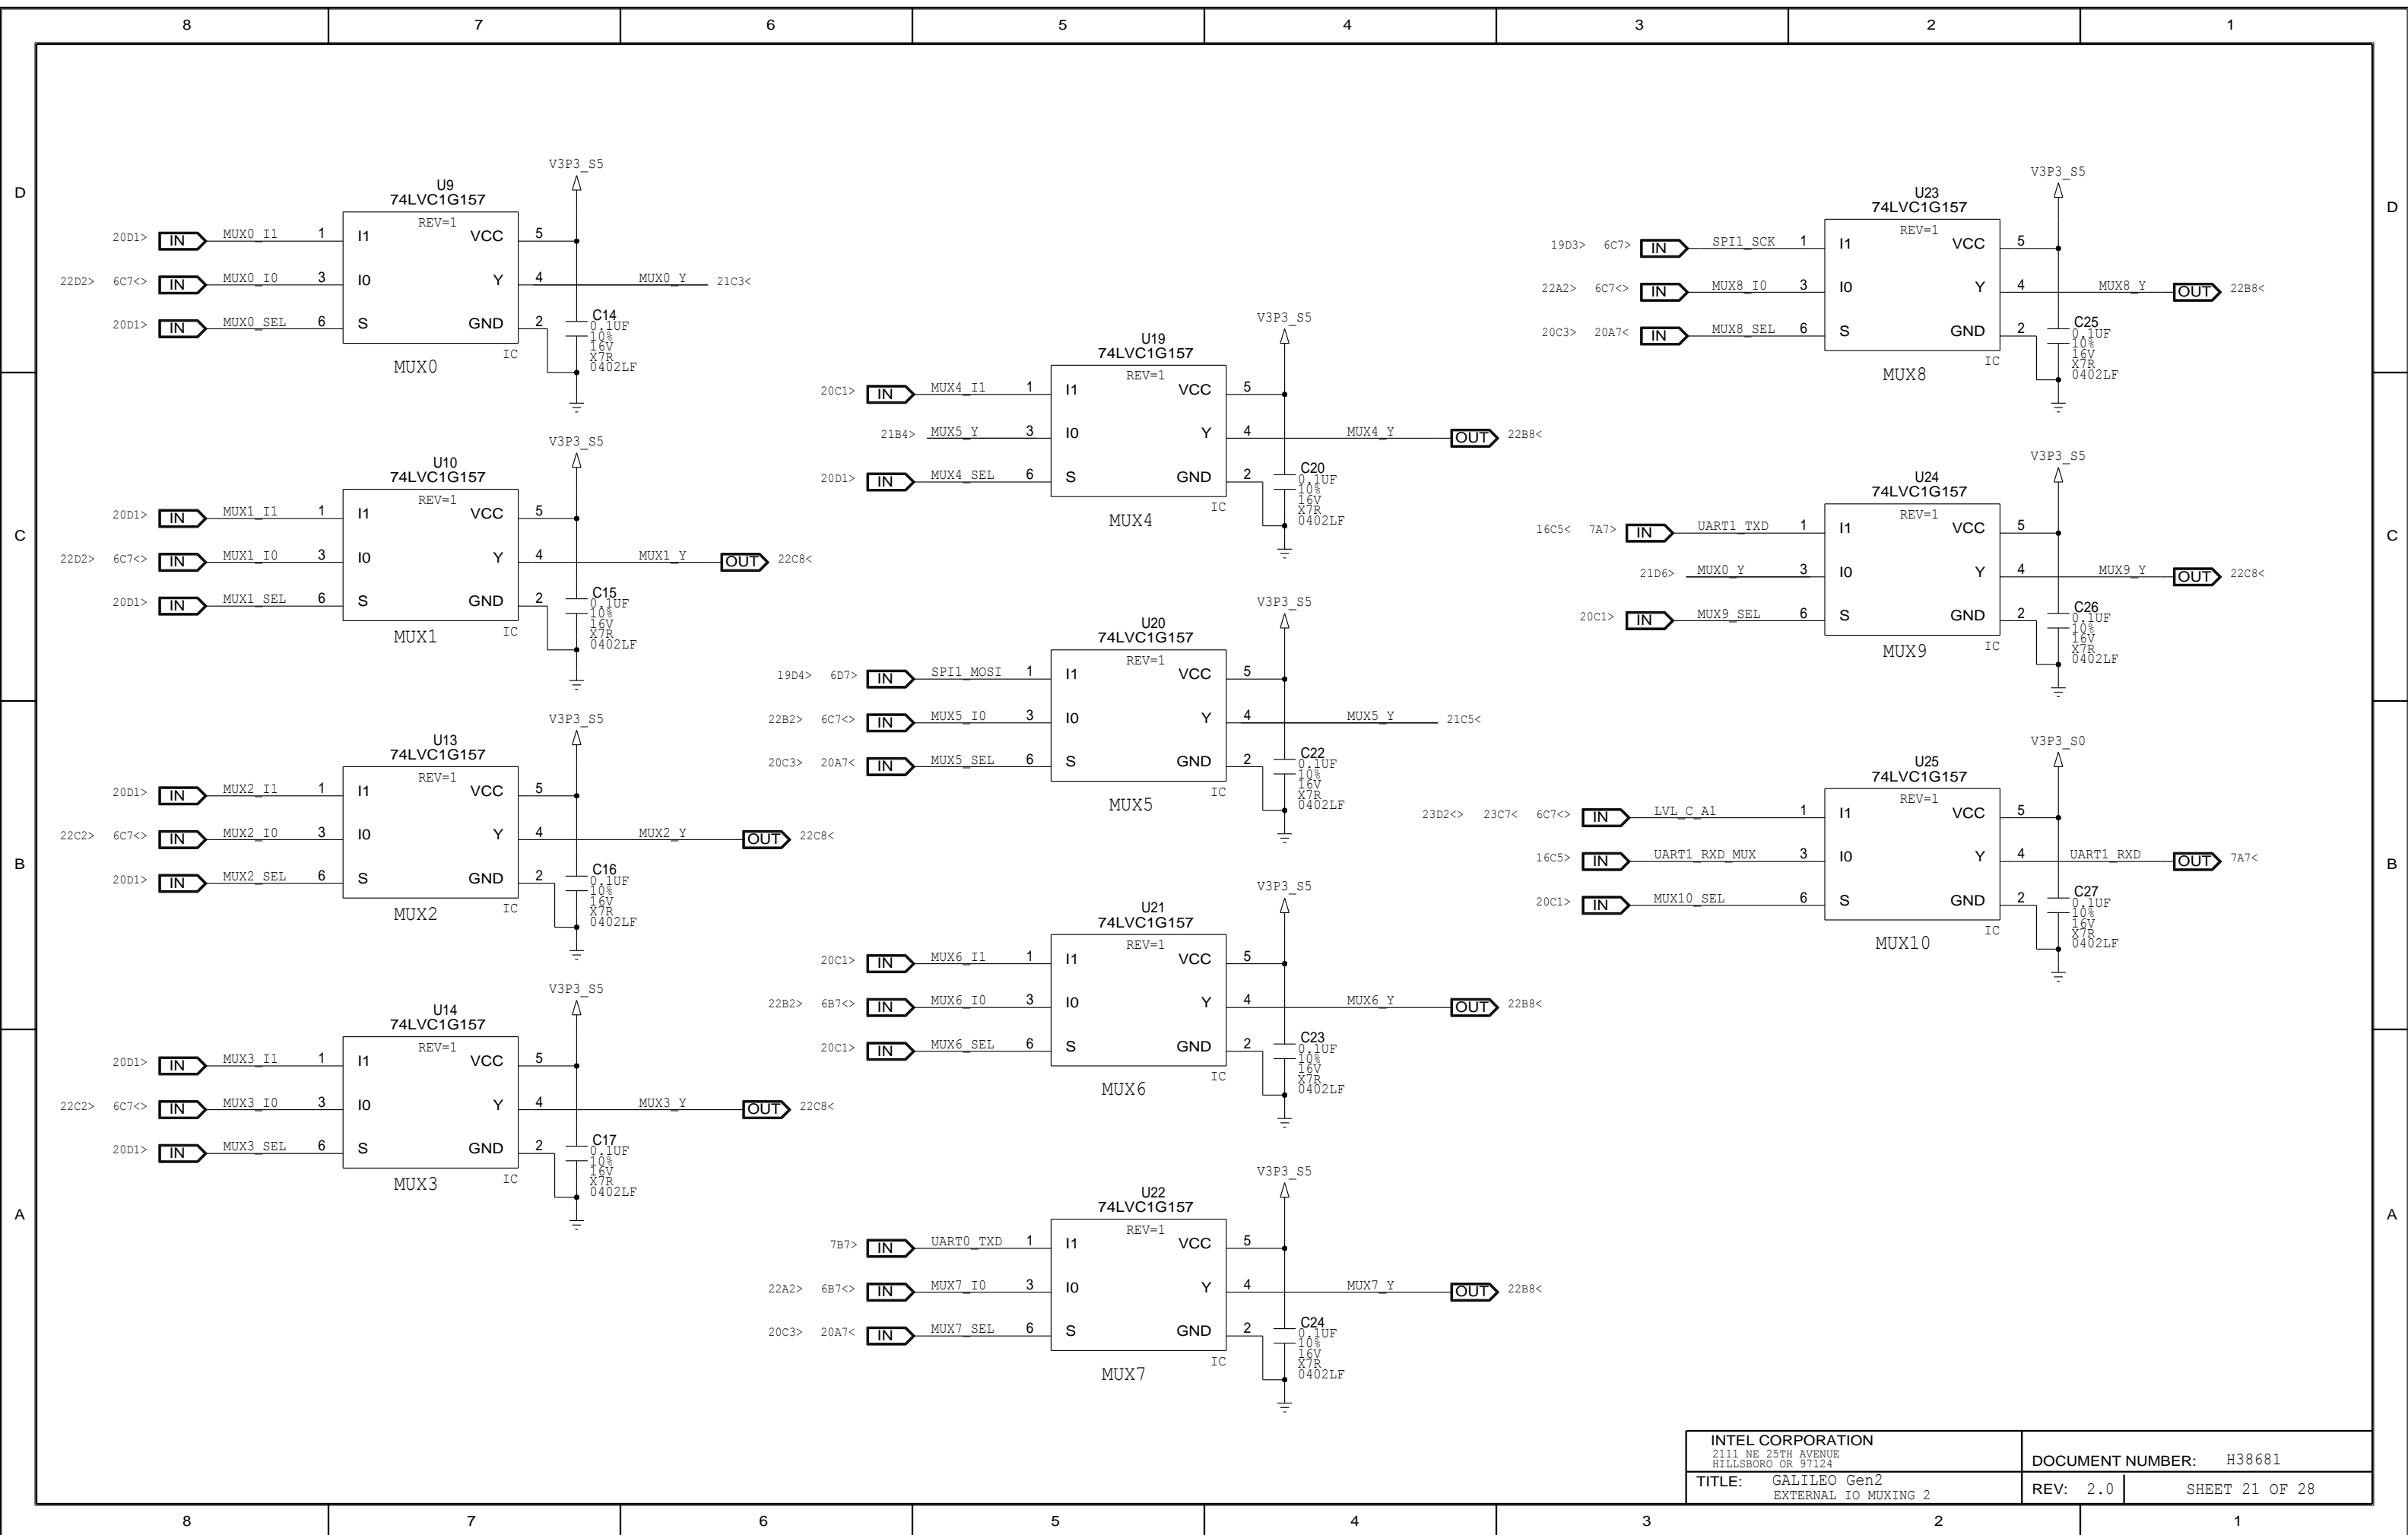 8 7 6 5 4 3 2 1
D
C
B
A
V3P3_S5
U9
74LVC1G157
REV=1
20D1> IN MUX0_I1 1 I1 VCC 5
22D2> 6C7<> IN MUX0_I0 3 I0 Y 4 MUX0_Y 21C3<
20D1> IN MUX0_SEL 6 S GND 2
C14
0.1UF
10%
16V
X7R
0402LF
IC
MUX0
V3P3_S5
U10
74LVC1G157
REV=1
20D1> IN MUX1_I1 1 I1 VCC 5
22D2> 6C7<> IN MUX1_I0 3 I0 Y 4 MUX1_Y OUT 22C8<
20D1> IN MUX1_SEL 6 S GND 2
C15
0.1UF
10%
16V
X7R
0402LF
IC
MUX1
V3P3_S5
U13
74LVC1G157
REV=1
20D1> IN MUX2_I1 1 I1 VCC 5
22C2> 6C7<> IN MUX2_I0 3 I0 Y 4 MUX2_Y OUT 22C8<
20D1> IN MUX2_SEL 6 S GND 2
C16
0.1UF
10%
16V
X7R
0402LF
IC
MUX2
V3P3_S5
U14
74LVC1G157
REV=1
20D1> IN MUX3_I1 1 I1 VCC 5
22C2> 6C7<> IN MUX3_I0 3 I0 Y 4 MUX3_Y OUT 22C8<
20D1> IN MUX3_SEL 6 S GND 2
C17
0.1UF
10%
16V
X7R
0402LF
IC
MUX3
V3P3_S5
U19
74LVC1G157
REV=1
20C1> IN MUX4_I1 1 I1 VCC 5
21B4> MUX5_Y 3 I0 Y 4 MUX4_Y OUT 22B8<
20D1> IN MUX4_SEL 6 S GND 2
C20
0.1UF
10%
16V
X7R
0402LF
IC
MUX4
V3P3_S5
U20
74LVC1G157
REV=1
19D4> 6D7> IN SPI1_MOSI 1 I1 VCC 5
22B2> 6C7<> IN MUX5_I0 3 I0 Y 4 MUX5_Y 21C5<
20C3> 20A7< IN MUX5_SEL 6 S GND 2
C22
0.1UF
10%
16V
X7R
0402LF
IC
MUX5
V3P3_S5
U21
74LVC1G157
REV=1
20C1> IN MUX6_I1 1 I1 VCC 5
22B2> 6B7<> IN MUX6_I0 3 I0 Y 4 MUX6_Y OUT 22B8<
20C1> IN MUX6_SEL 6 S GND 2
C23
0.1UF
10%
16V
X7R
0402LF
IC
MUX6
V3P3_S5
U22
74LVC1G157
REV=1
7B7> IN UART0_TXD 1 I1 VCC 5
22A2> 6B7<> IN MUX7_I0 3 I0 Y 4 MUX7_Y OUT 22B8<
20C3> 20A7< IN MUX7_SEL 6 S GND 2
C24
0.1UF
10%
16V
X7R
0402LF
IC
MUX7
V3P3_S5
U23
74LVC1G157
REV=1
19D3> 6C7> IN SPI1_SCK 1 I1 VCC 5
22A2> 6C7<> IN MUX8_I0 3 I0 Y 4 MUX8_Y OUT 22B8<
20C3> 20A7< IN MUX8_SEL 6 S GND 2
C25
0.1UF
10%
16V
X7R
0402LF
IC
MUX8
V3P3_S5
U24
74LVC1G157
REV=1
16C5< 7A7> IN UART1_TXD 1 I1 VCC 5
21D6> MUX0_Y 3 I0 Y 4 MUX9_Y OUT 22C8<
20C1> IN MUX9_SEL 6 S GND 2
C26
0.1UF
10%
16V
X7R
0402LF
IC
MUX9
V3P3_S0
U25
74LVC1G157
REV=1
23D2<> 23C7< 6C7<> IN LVL_C_A1 1 I1 VCC 5
16C5> IN UART1_RXD_MUX 3 I0 Y 4 UART1_RXD OUT 7A7<
20C1> IN MUX10_SEL 6 S GND 2
C27
0.1UF
10%
16V
X7R
0402LF
IC
MUX10
D
C
B
A
INTEL CORPORATION
2111 NE 25TH AVENUE
HILLSBORO OR 97124
DOCUMENT NUMBER: H38681
TITLE: GALILEO Gen2
EXTERNAL IO MUXING 2
REV: 2.0 SHEET 21 OF 28
8 7 6 5 4 3 2 1